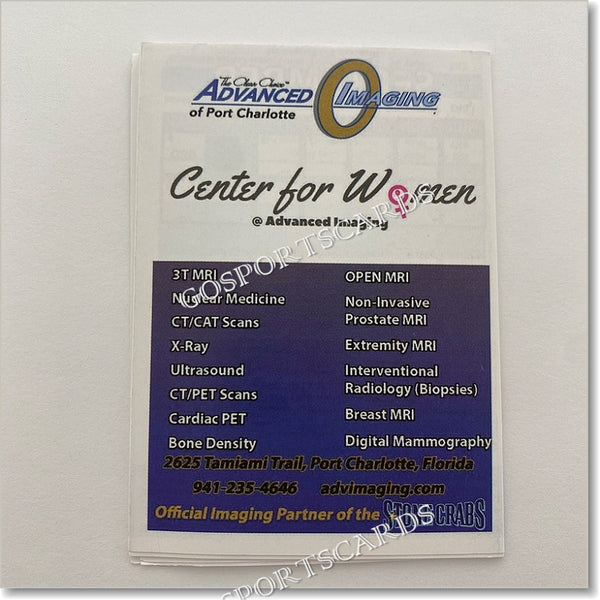 The Clear Choice™
ADVANCED IMAGING
of Port Charlotte
Center for Women
@ Advanced Imaging
3T MRI
Nuclear Medicine
CT/CAT Scans
X-Ray
Ultrasound
CT/PET Scans
Cardiac PET
Bone Density
OPEN MRI
Non-Invasive
Prostate MRI
Extremity MRI
Interventional
Radiology (Biopsies)
Breast MRI
Digital Mammography
2625 Tamiami Trail, Port Charlotte, Florida
941-235-4646 advimaging.com
Official Imaging Partner of the STONE CRABS
GOSPORTSCARDS
GOSPORTSCARDS